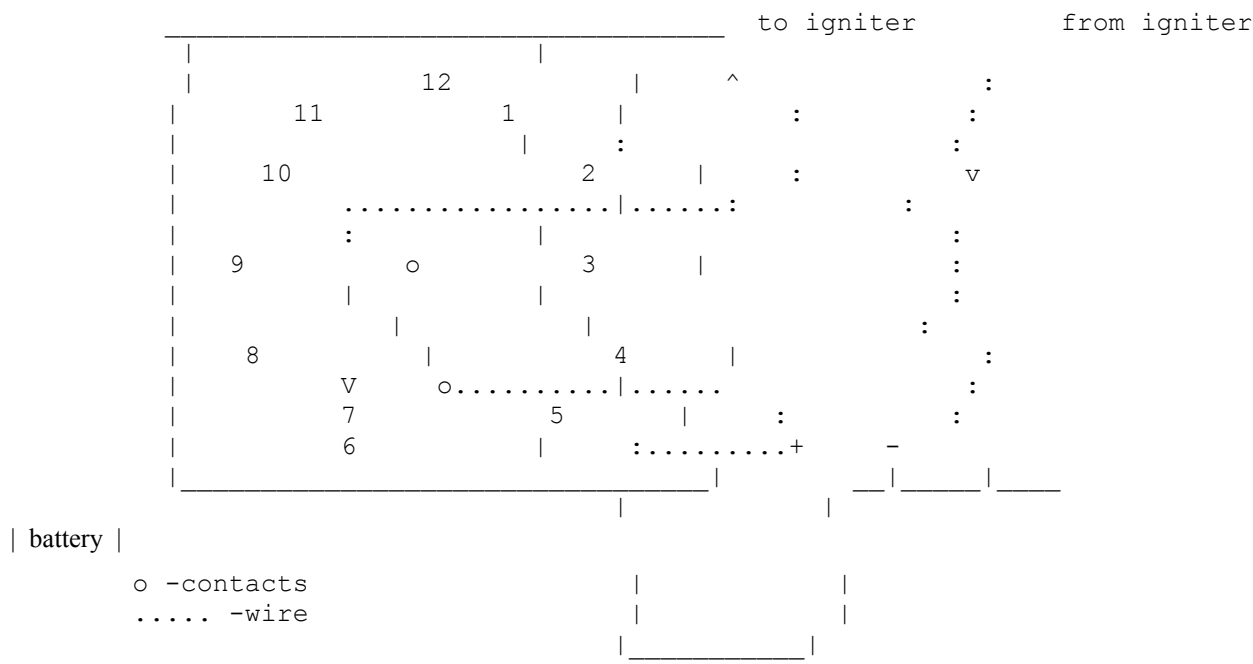 to igniter from igniter
12
11 1
10 2
9 3
8 4
7 5
6 + -
| battery |
o -contacts
..... -wire